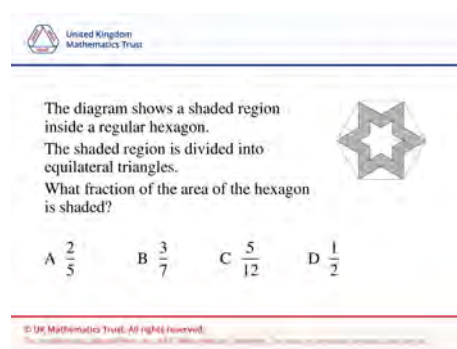 United Kingdom
Mathematics Trust
The diagram shows a shaded region
inside a regular hexagon.
The shaded region is divided into
equilateral triangles.
What fraction of the area of the hexagon
is shaded?
A 2/5 B 3/7 C 5/12 D 1/2
© UK Mathematics Trust. All rights reserved.